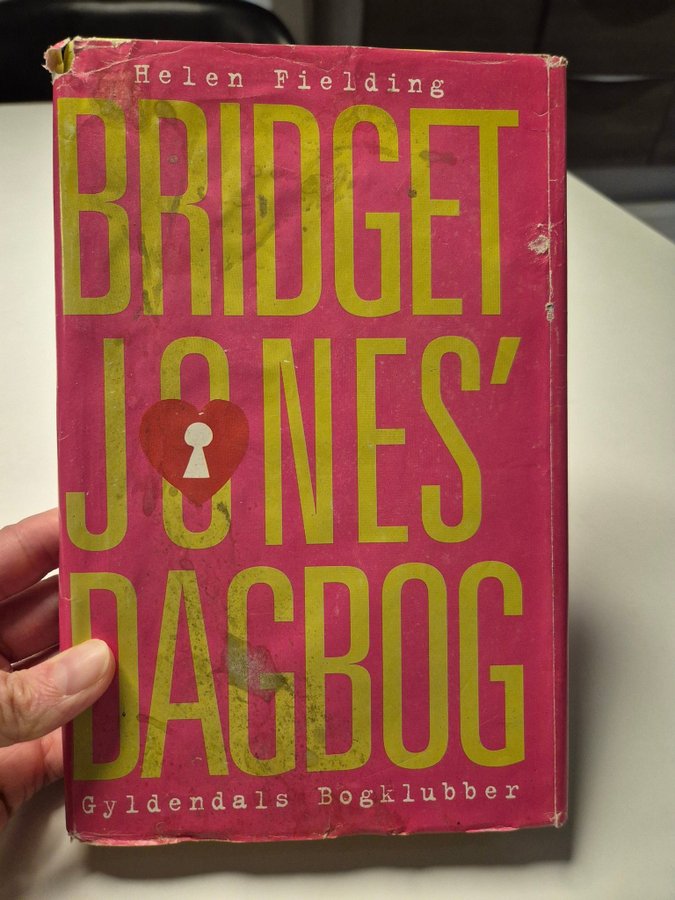 Helen Fielding
BRIDGET
JONES'
DAGBOG
Gyldendals Bogklubber